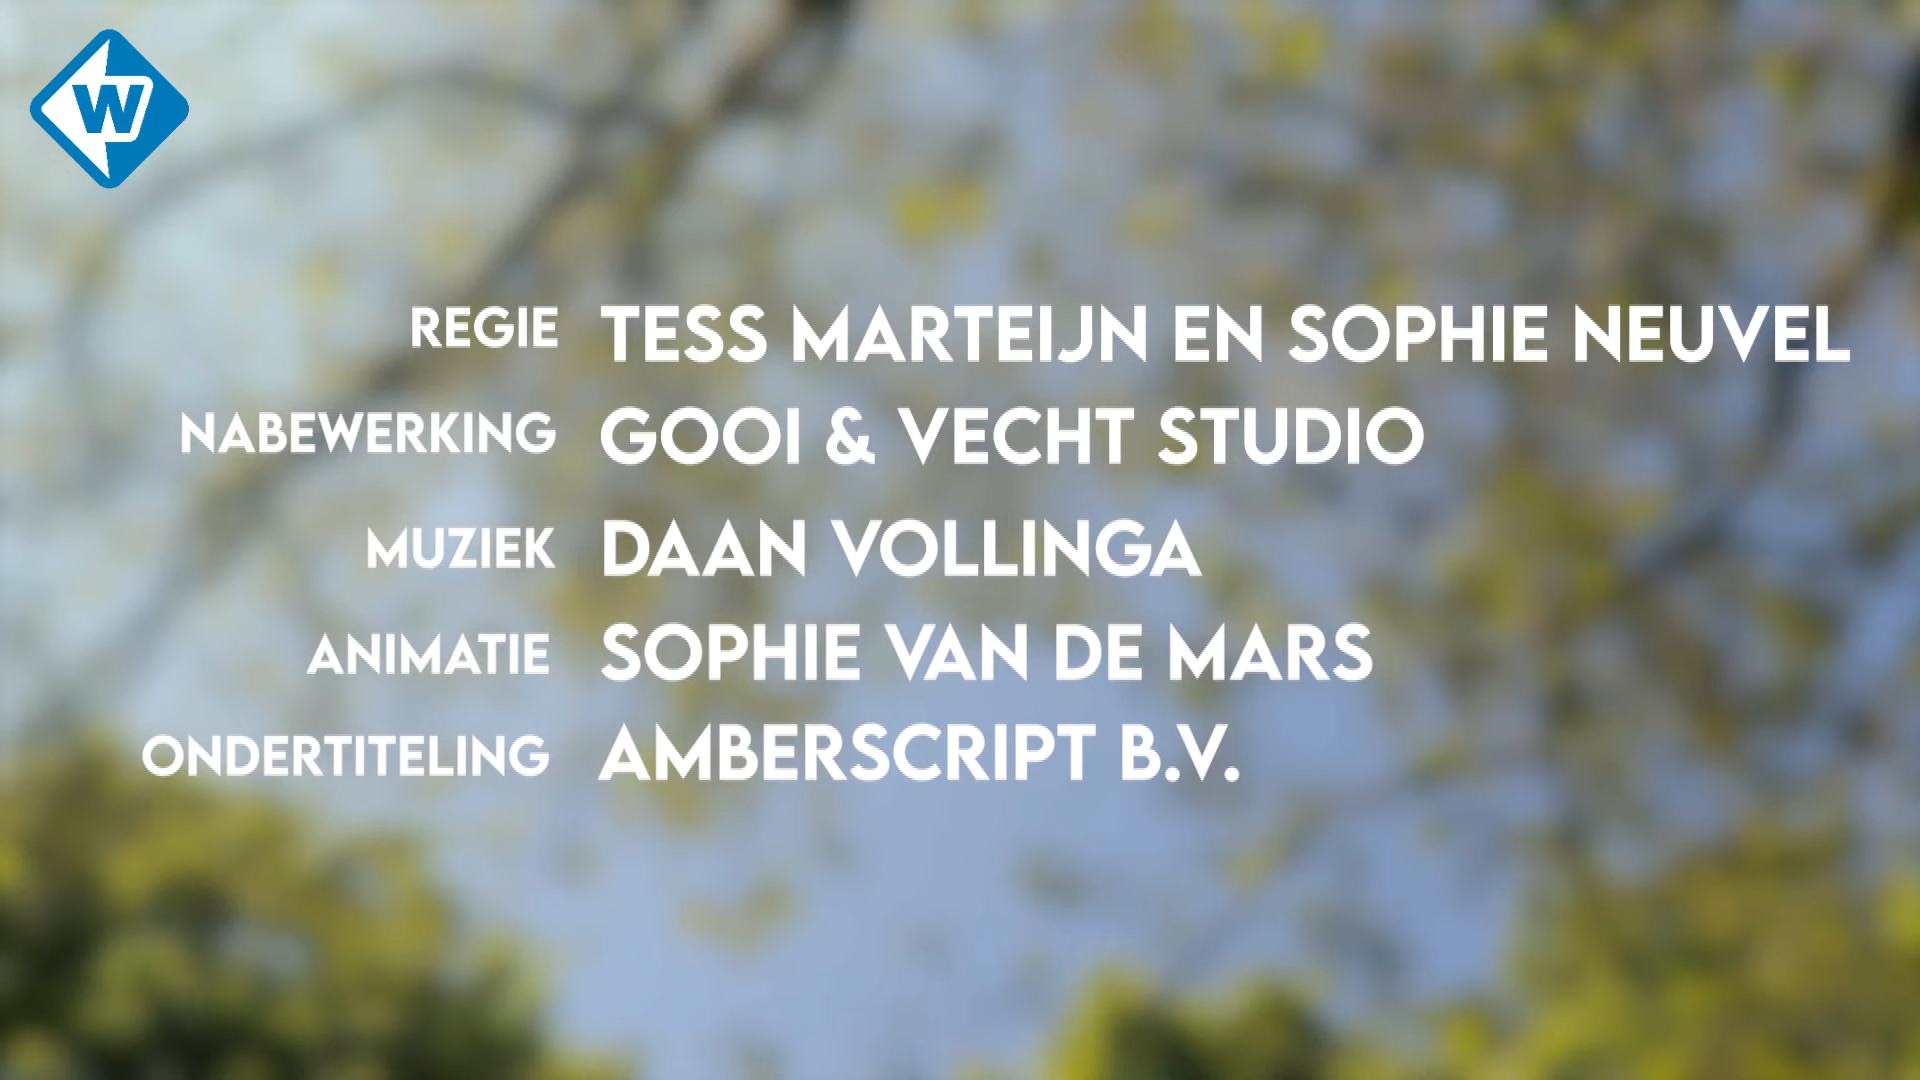 W
REGIE TESS MARTEIJN EN SOPHIE NEUVEL
NABEWERKING GOOI & VECHT STUDIO
MUZIEK DAAN VOLLINGA
ANIMATIE SOPHIE VAN DE MARS
ONDERTITELING AMBERSCRIPT B.V.